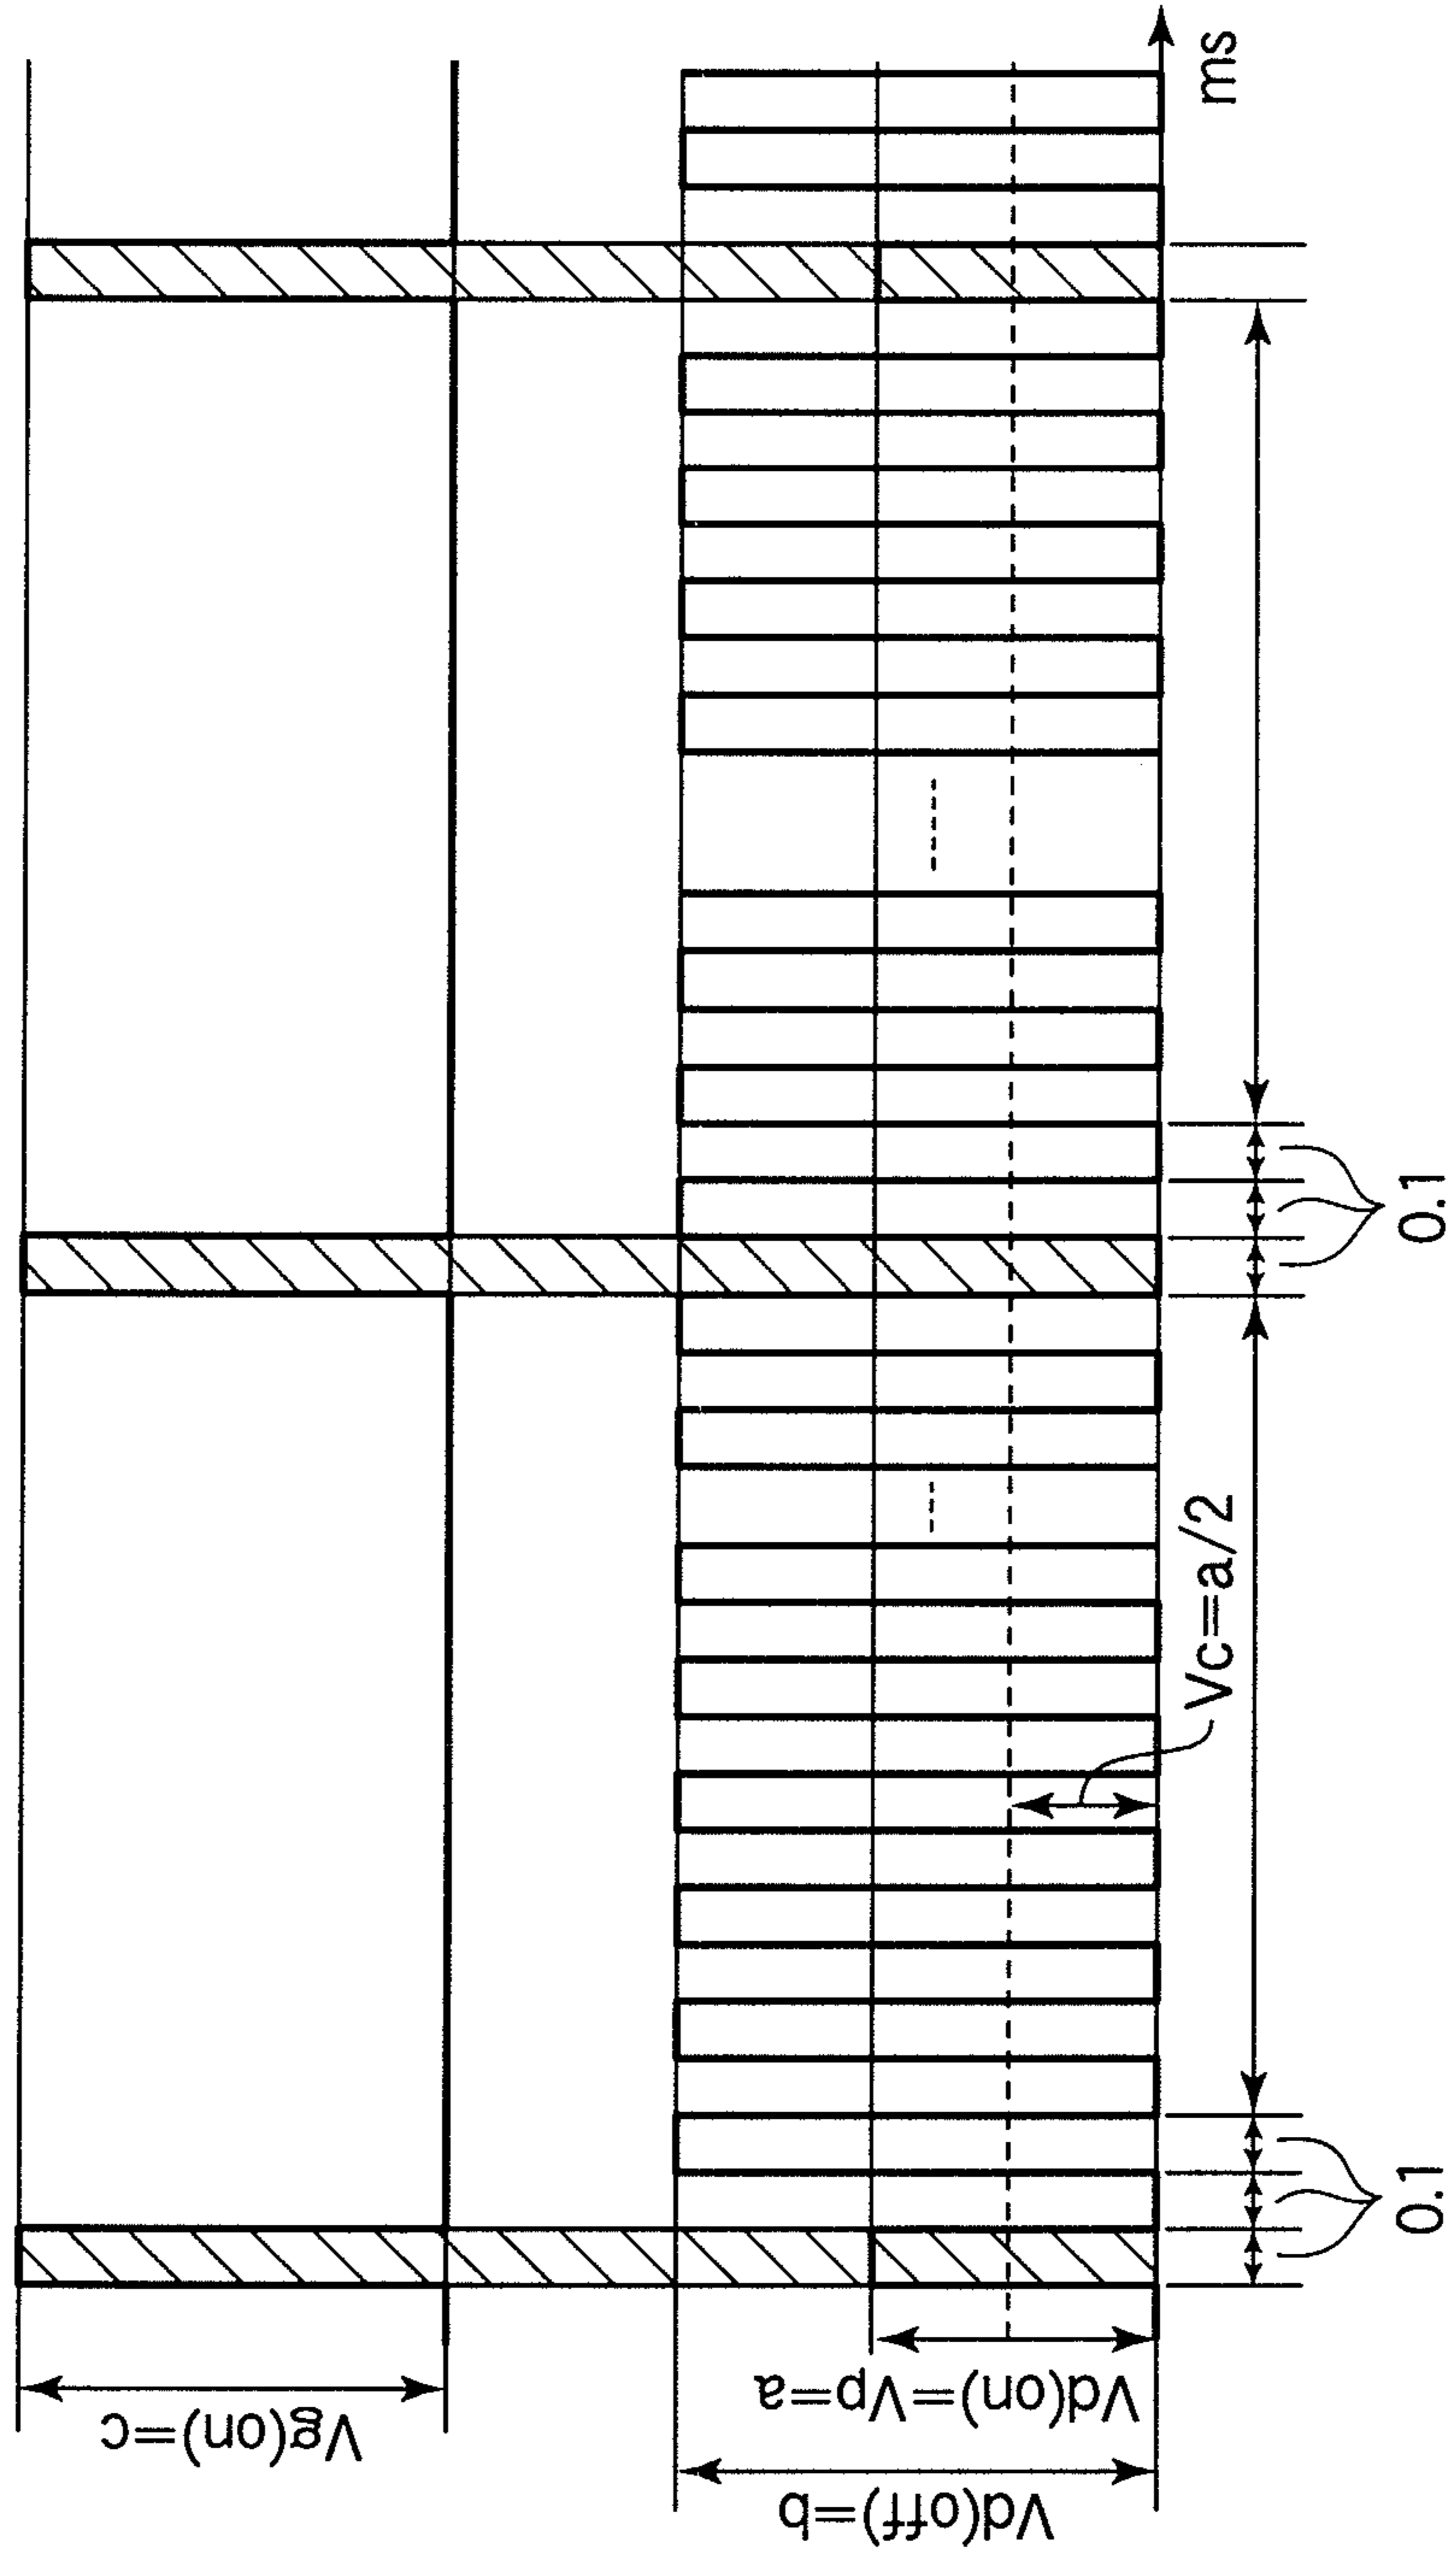 Vg(on)=c
Vd(off)=b
Vd(on)=Vp=a
Vc=a/2
0.1
0.1
ms